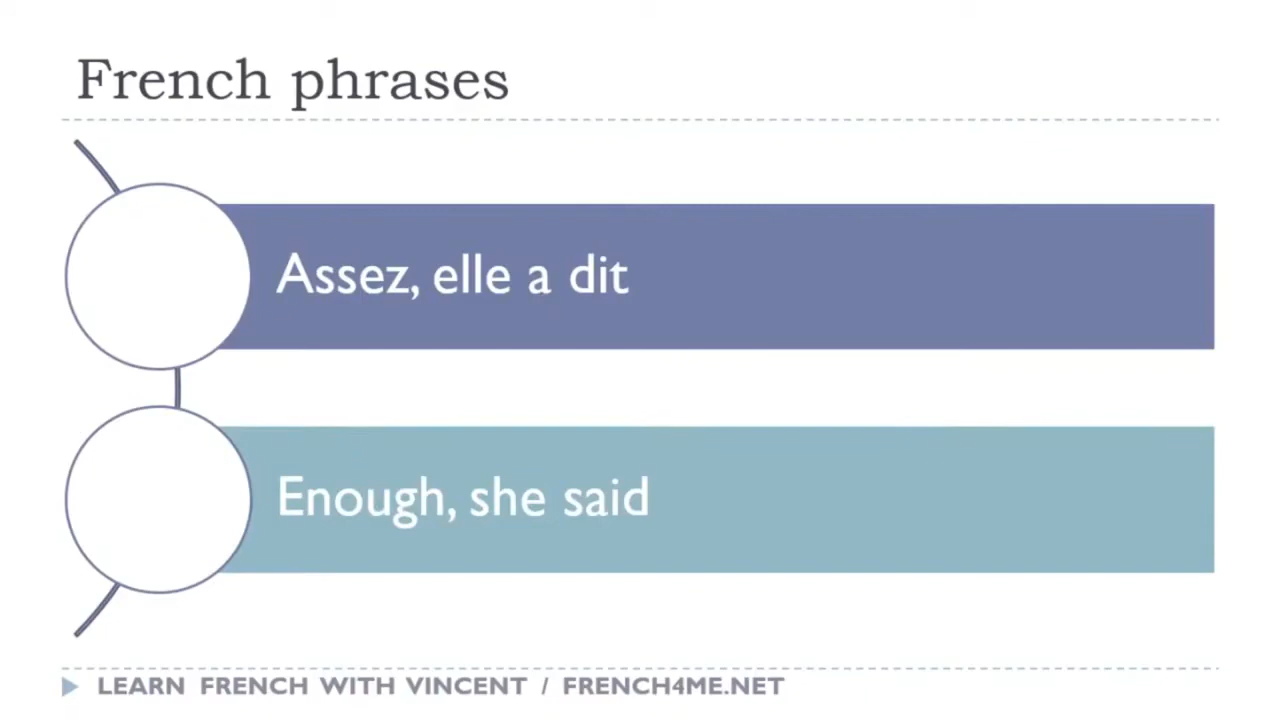 French phrases
Assez, elle a dit
Enough, she said
LEARN FRENCH WITH VINCENT / FRENCH4ME.NET